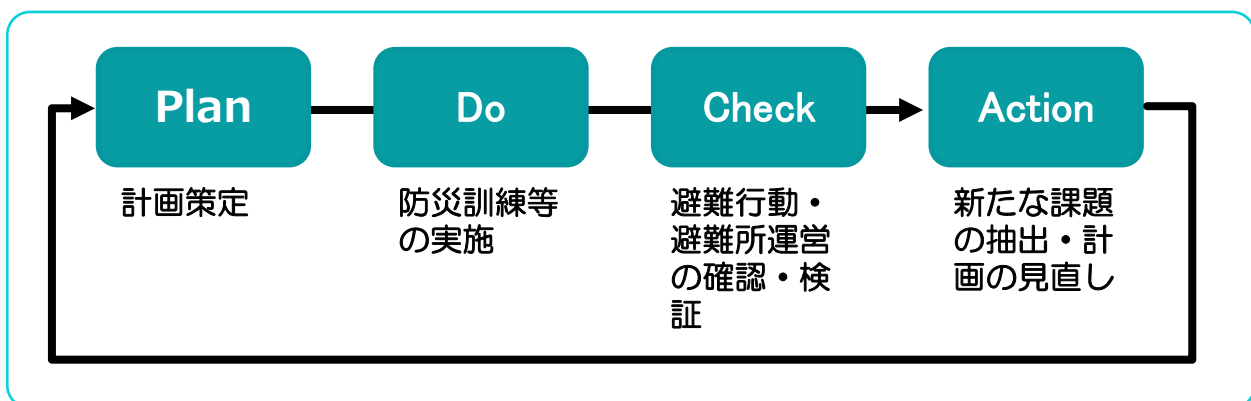 Plan
Do
Check
Action
計画策定
防災訓練等
の実施
避難行動・
避難所運営
の確認・検
証
新たな課題
の抽出・計
画の見直し